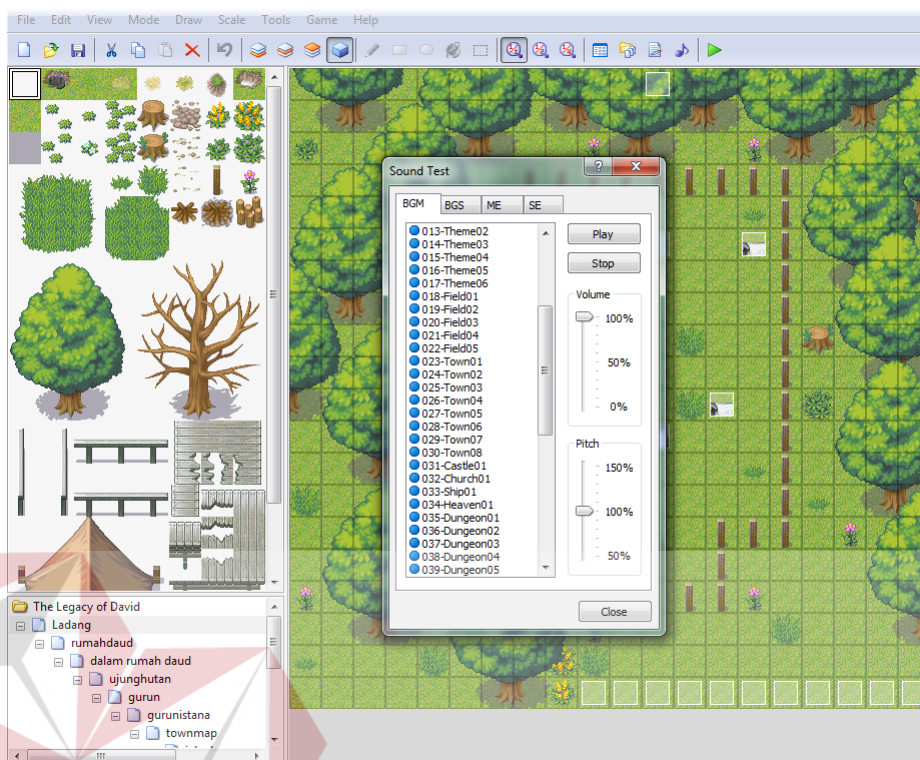 File Edit View Mode Draw Scale Tools Game Help
Sound Test
BGM BGS ME SE
013-Theme02
014-Theme03
015-Theme04
016-Theme05
017-Theme06
018-Field01
019-Field02
020-Field03
021-Field04
022-Field05
023-Town01
024-Town02
025-Town03
026-Town04
027-Town05
028-Town06
029-Town07
030-Town08
031-Castle01
032-Church01
033-Ship01
034-Heaven01
035-Dungeon01
036-Dungeon02
037-Dungeon03
038-Dungeon04
039-Dungeon05
Play
Stop
Volume
100%
50%
0%
Pitch
150%
100%
50%
Close
The Legacy of David
Ladang
rumahdaud
dalam rumah daud
ujunghutan
gurun
gurunistana
townmap